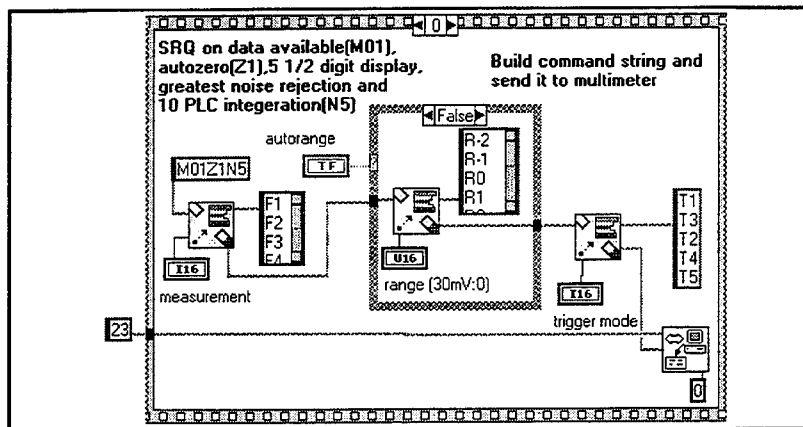 0
SRQ on data available(M01),
autozero(Z1),5 1/2 digit display,
greatest noise rejection and
10 PLC integeration(N5)
Build command string and
send it to multimeter
autorange
TF
False
M01Z1N5
F1
F2
F3
F4
R-2
R-1
R0
R1
I16
measurement
U16
range (30mV:0)
I16
trigger mode
T1
T3
T2
T4
T5
23
0